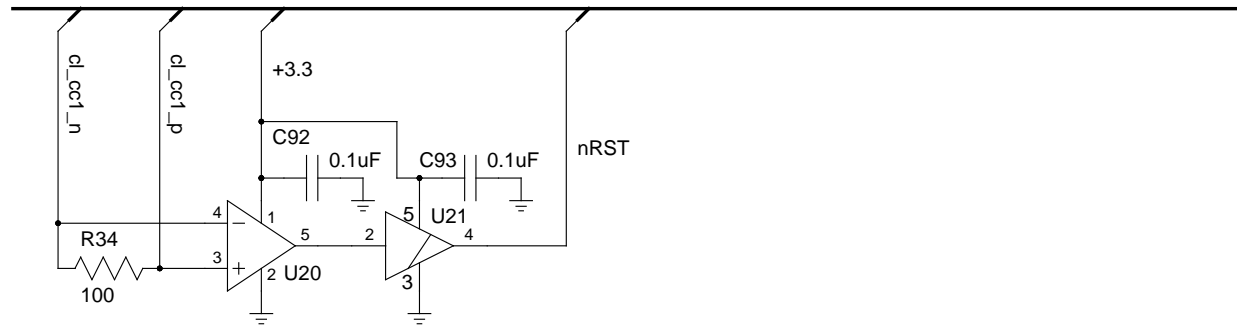 cl_cc1_n
cl_cc1_p
+3.3
C92
0.1uF
C93
0.1uF
nRST
4
1
5
U21
R34
3
5
2
4
2
U20
3
100